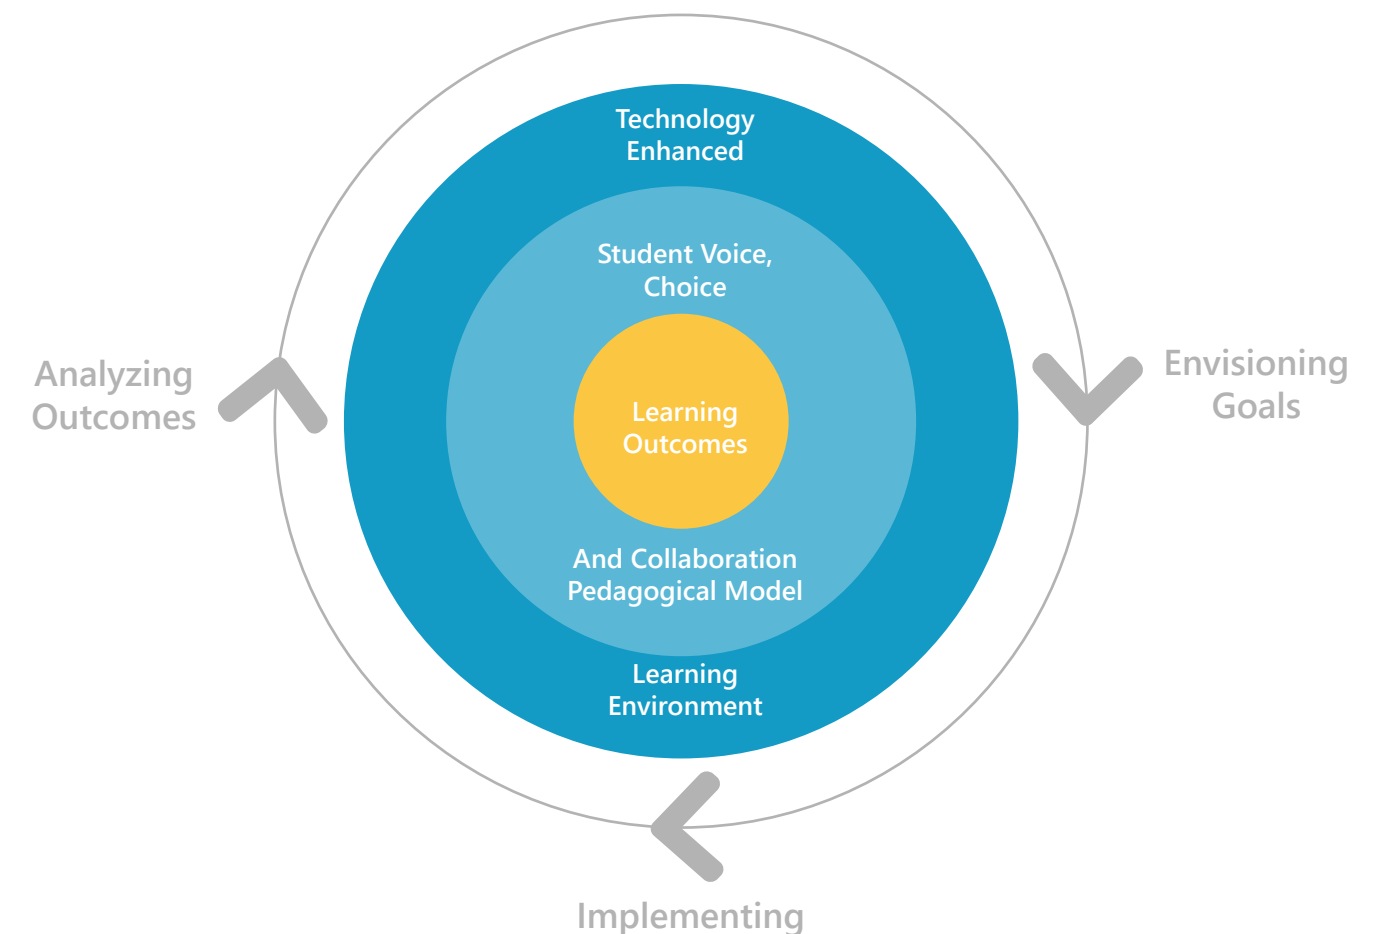 Technology
Enhanced
Student Voice,
Choice
Learning
Outcomes
And Collaboration
Pedagogical Model
Learning
Environment
Envisioning
Goals
Implementing
Analyzing
Outcomes